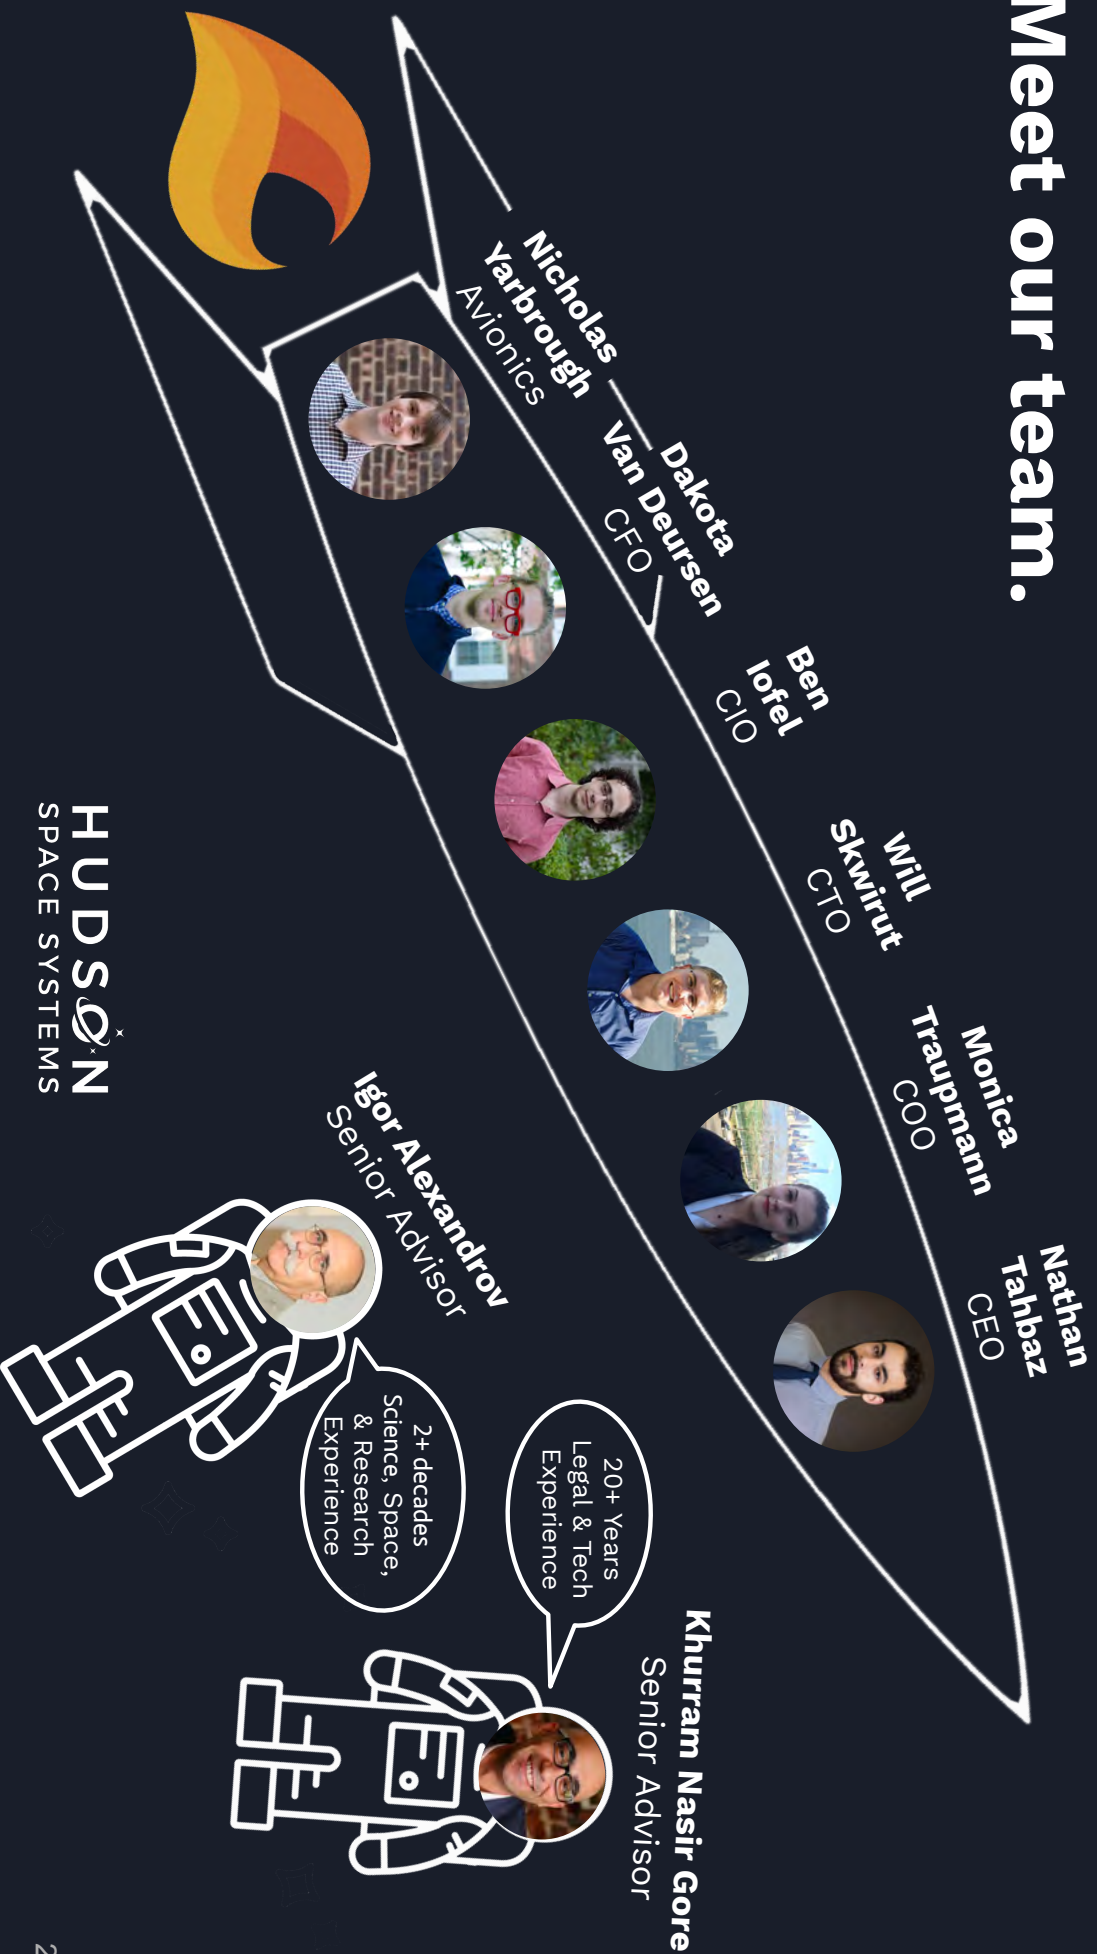 Meet our team.
Nicholas
Yarbrough
Avionics
Dakota
Van Deursen
CFO
Ben
Iofel
CIO
Will
Skwirut
CTO
Monica
Traupmann
COO
Nathan
Tahbaz
CEO
Igor Alexandrov
Senior Advisor
2+ decades
Science, Space,
& Research
Experience
20+ Years
Legal & Tech
Experience
Khurram Nasir Gore
Senior Advisor
HUDSON
SPACE SYSTEMS